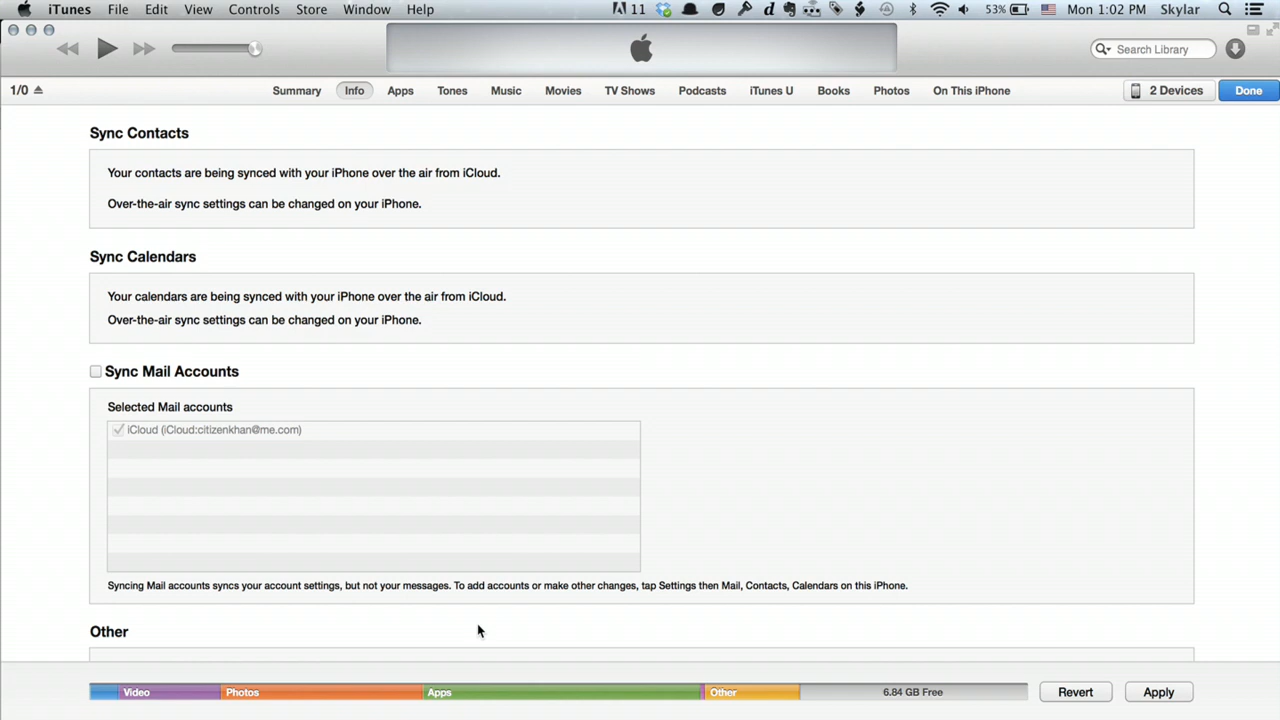 iTunes File Edit View Controls Store Window Help 11 53% Mon 1:02 PM Skylar
Search Library
1/0 Summary Info Apps Tones Music Movies TV Shows Podcasts iTunes U Books Photos On This iPhone 2 Devices Done
Sync Contacts
Your contacts are being synced with your iPhone over the air from iCloud.
Over-the-air sync settings can be changed on your iPhone.
Sync Calendars
Your calendars are being synced with your iPhone over the air from iCloud.
Over-the-air sync settings can be changed on your iPhone.
Sync Mail Accounts
Selected Mail accounts
iCloud (iCloud:citizenkhan@me.com)
Syncing Mail accounts syncs your account settings, but not your messages. To add accounts or make other changes, tap Settings then Mail, Contacts, Calendars on this iPhone.
Other
Video Photos Apps Other 6.84 GB Free Revert Apply